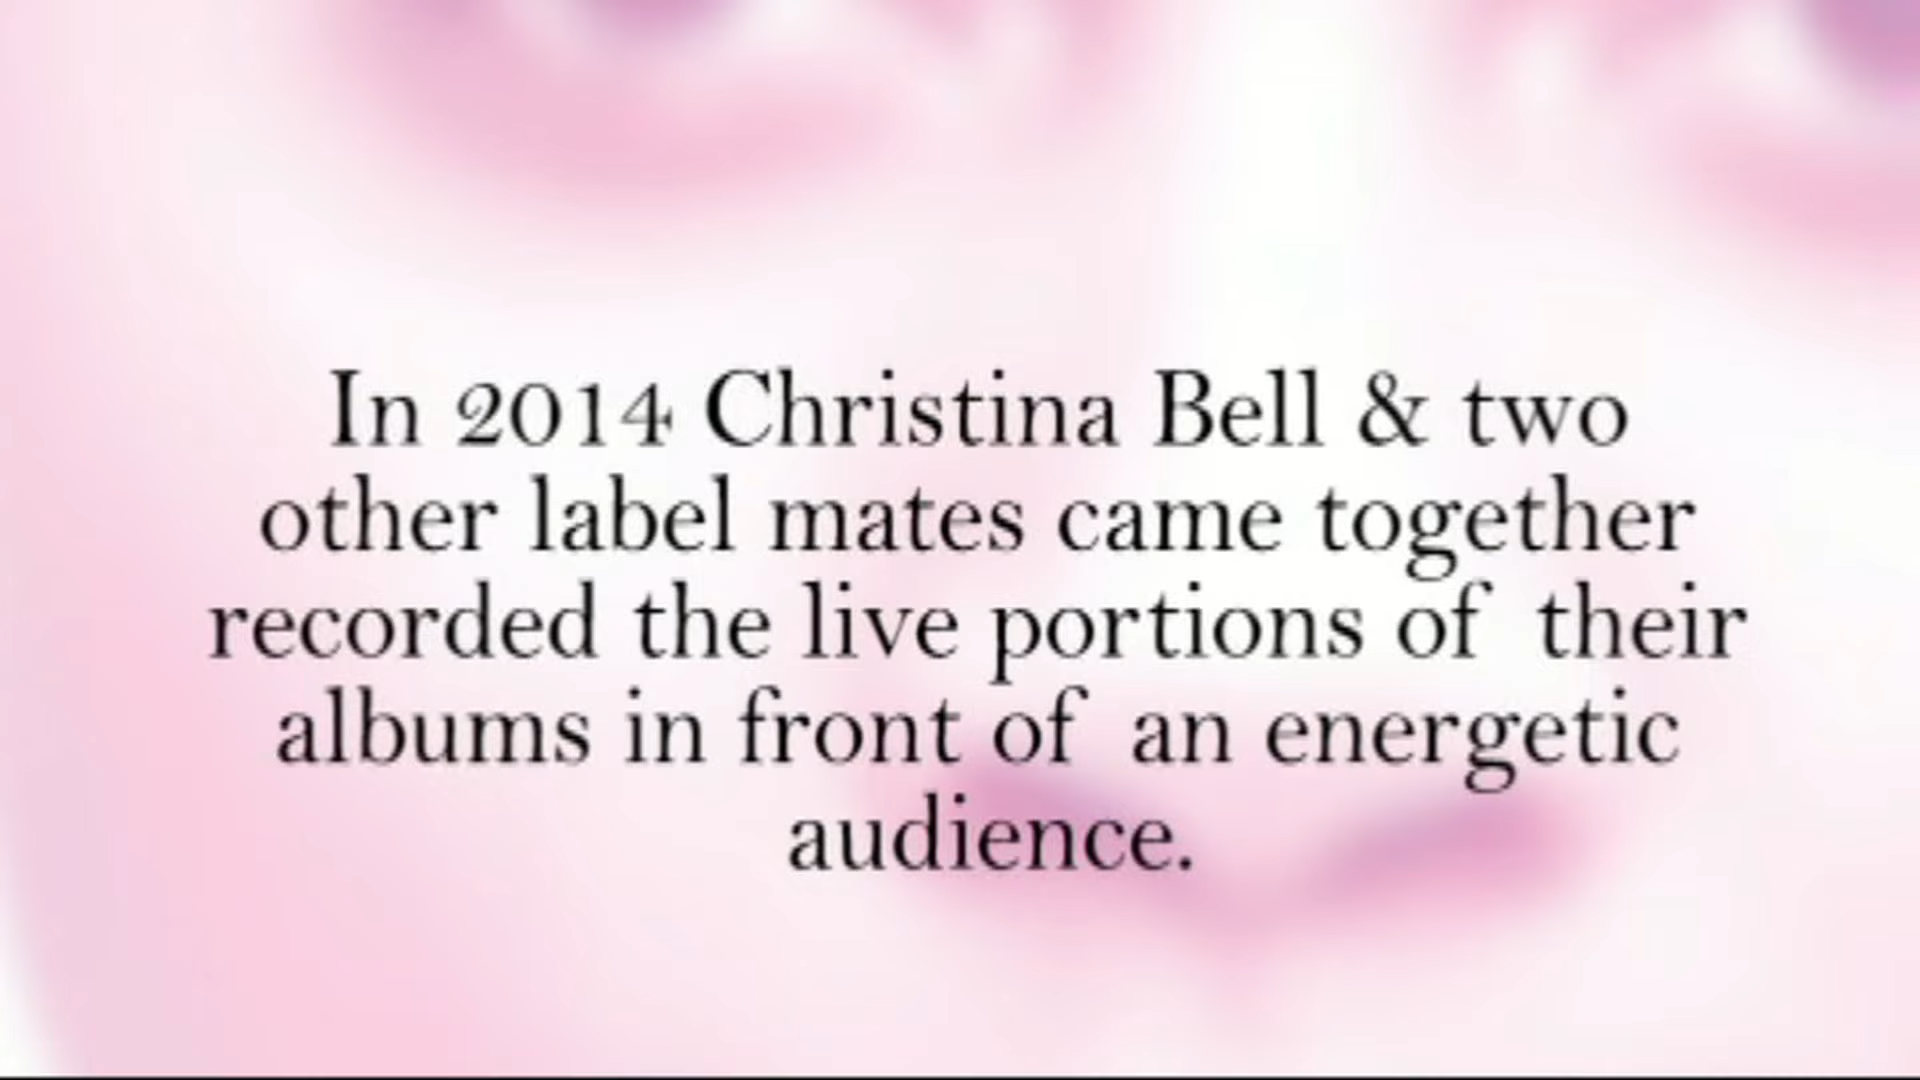 In 2014 Christina Bell & two
other label mates came together
recorded the live portions of their
albums in front of an energetic
audience.